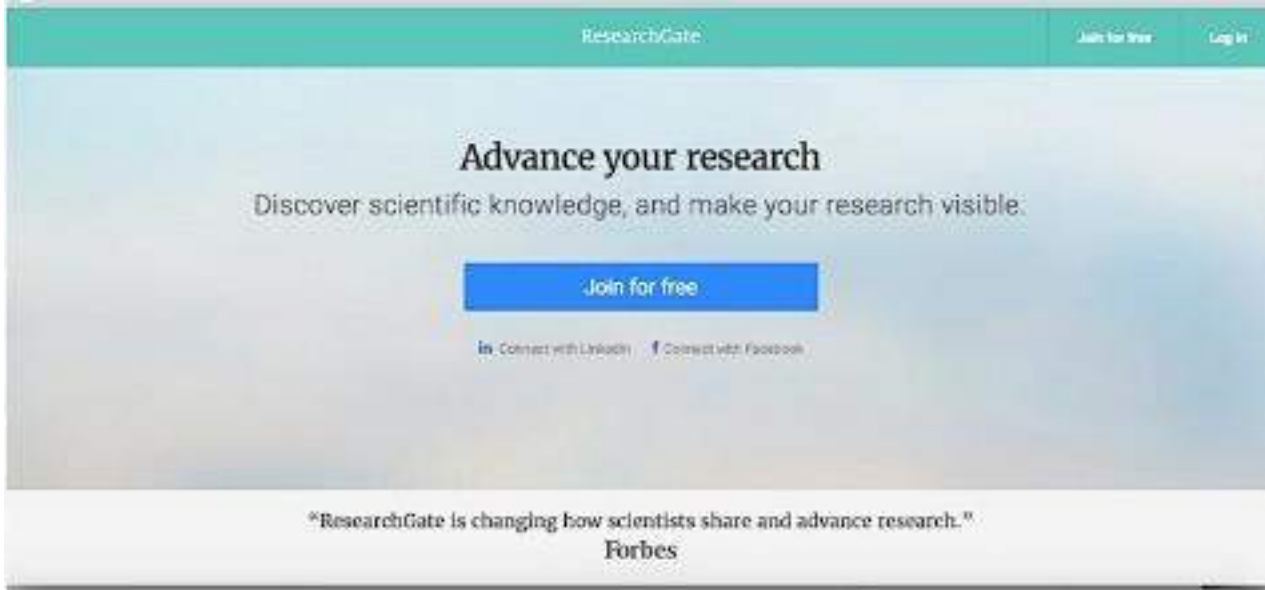 ResearchGate
Join for free
Log in
Advance your research
Discover scientific knowledge, and make your research visible.
Join for free
in Connect with LinkedIn f Connect with Facebook
"ResearchGate is changing how scientists share and advance research."
Forbes